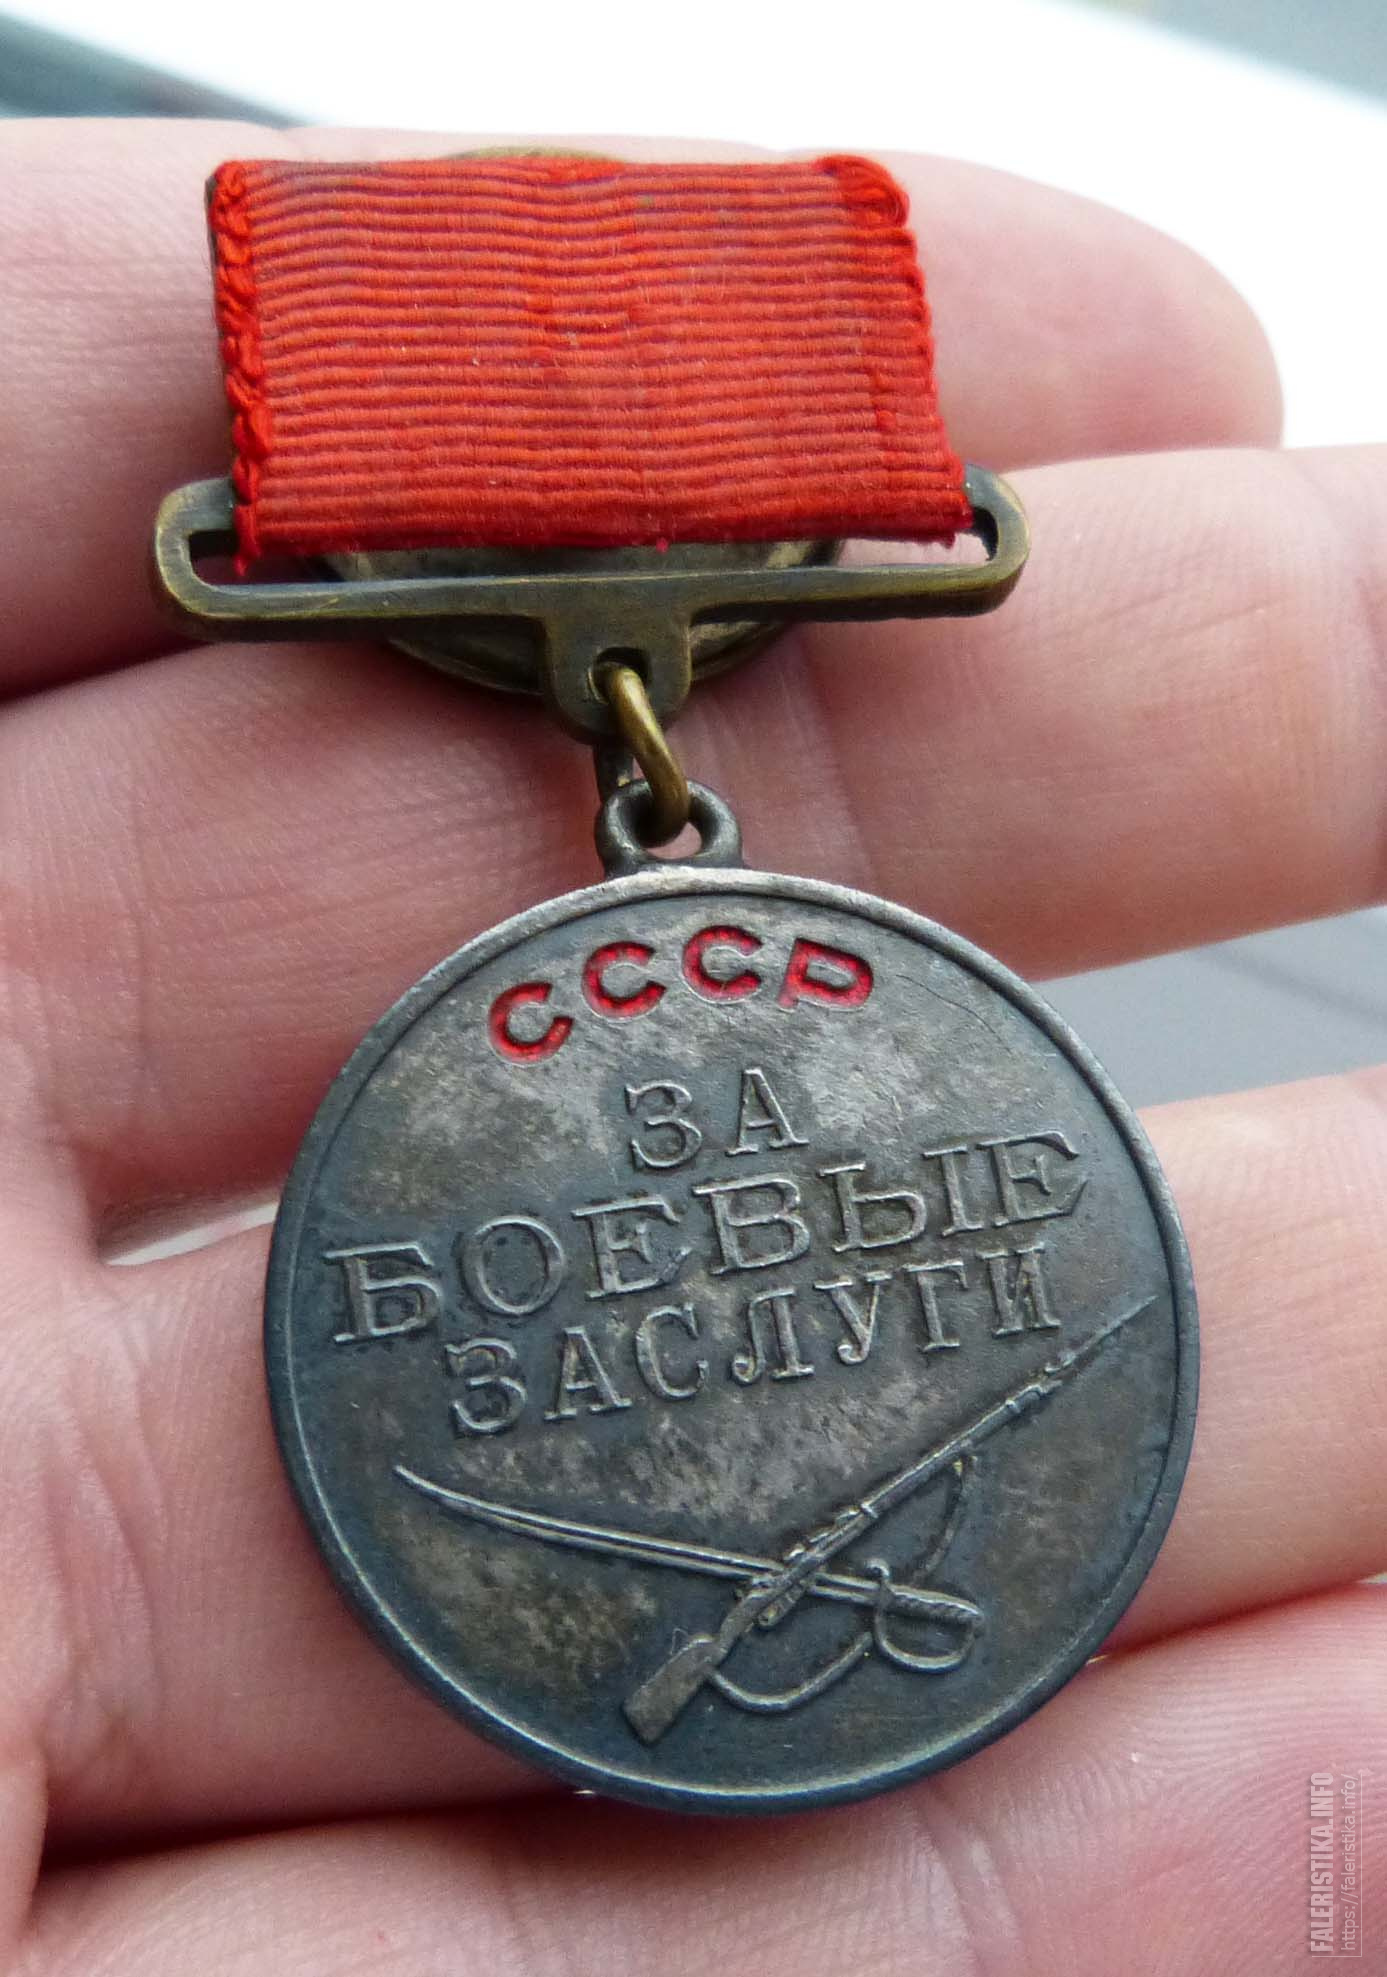 СССР
ЗА
БОЕВЫЕ
ЗАСЛУГИ
FALERISTIKA.INFO
https://faleristika.info/